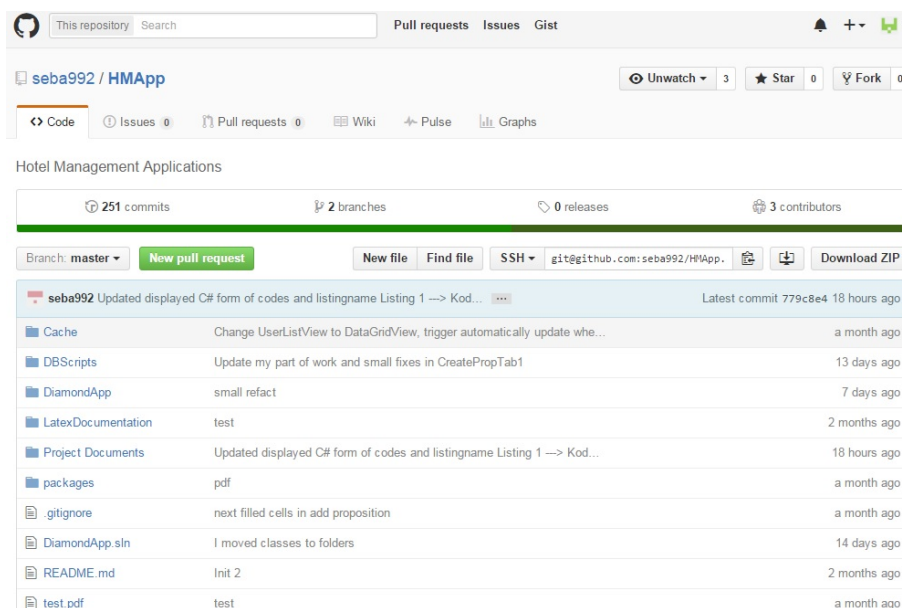 This repository Search Pull requests Issues Gist
seba992 / HMApp Unwatch 3 Star 0 Fork 0
Code Issues 0 Pull requests 0 Wiki Pulse Graphs
Hotel Management Applications
251 commits 2 branches 0 releases 3 contributors
Branch: master New pull request New file Find file SSH git@github.com:seba992/HMApp. Download ZIP
seba992 Updated displayed C# form of codes and listingname Listing 1 ---> Kod... ... Latest commit 779c8e4 18 hours ago
Cache Change UserListView to DataGridView, trigger automatically update whe... a month ago
DBScripts Update my part of work and small fixes in CreatePropTab1 13 days ago
DiamondApp small refact 7 days ago
LatexDocumentation test 2 months ago
Project Documents Updated displayed C# form of codes and listingname Listing 1 ---> Kod... 18 hours ago
packages pdf a month ago
.gitignore next filled cells in add proposition a month ago
DiamondApp.sln I moved classes to folders 14 days ago
README.md Init 2 2 months ago
test.pdf test a month ago